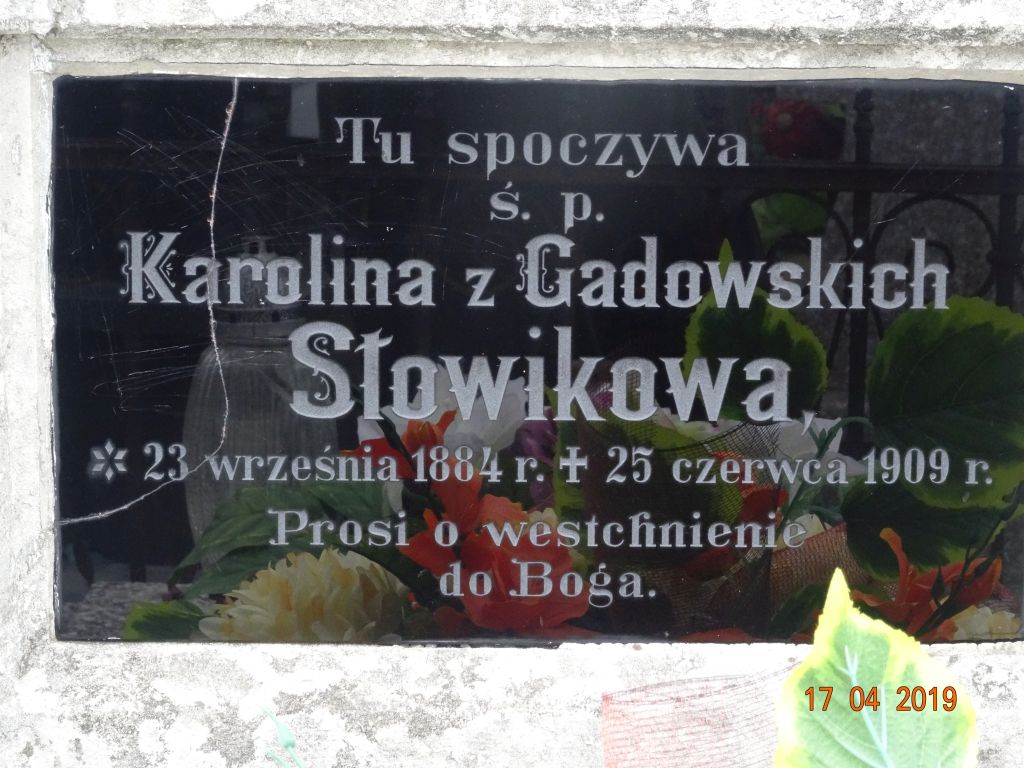 Tu spoczywa
ś. p.
Karolina z Gadowskich
Słowikowa,
✲ 23 września 1884 r. ✝ 25 czerwca 1909 r.
Prosi o westchnienie
do Boga.
17 04 2019